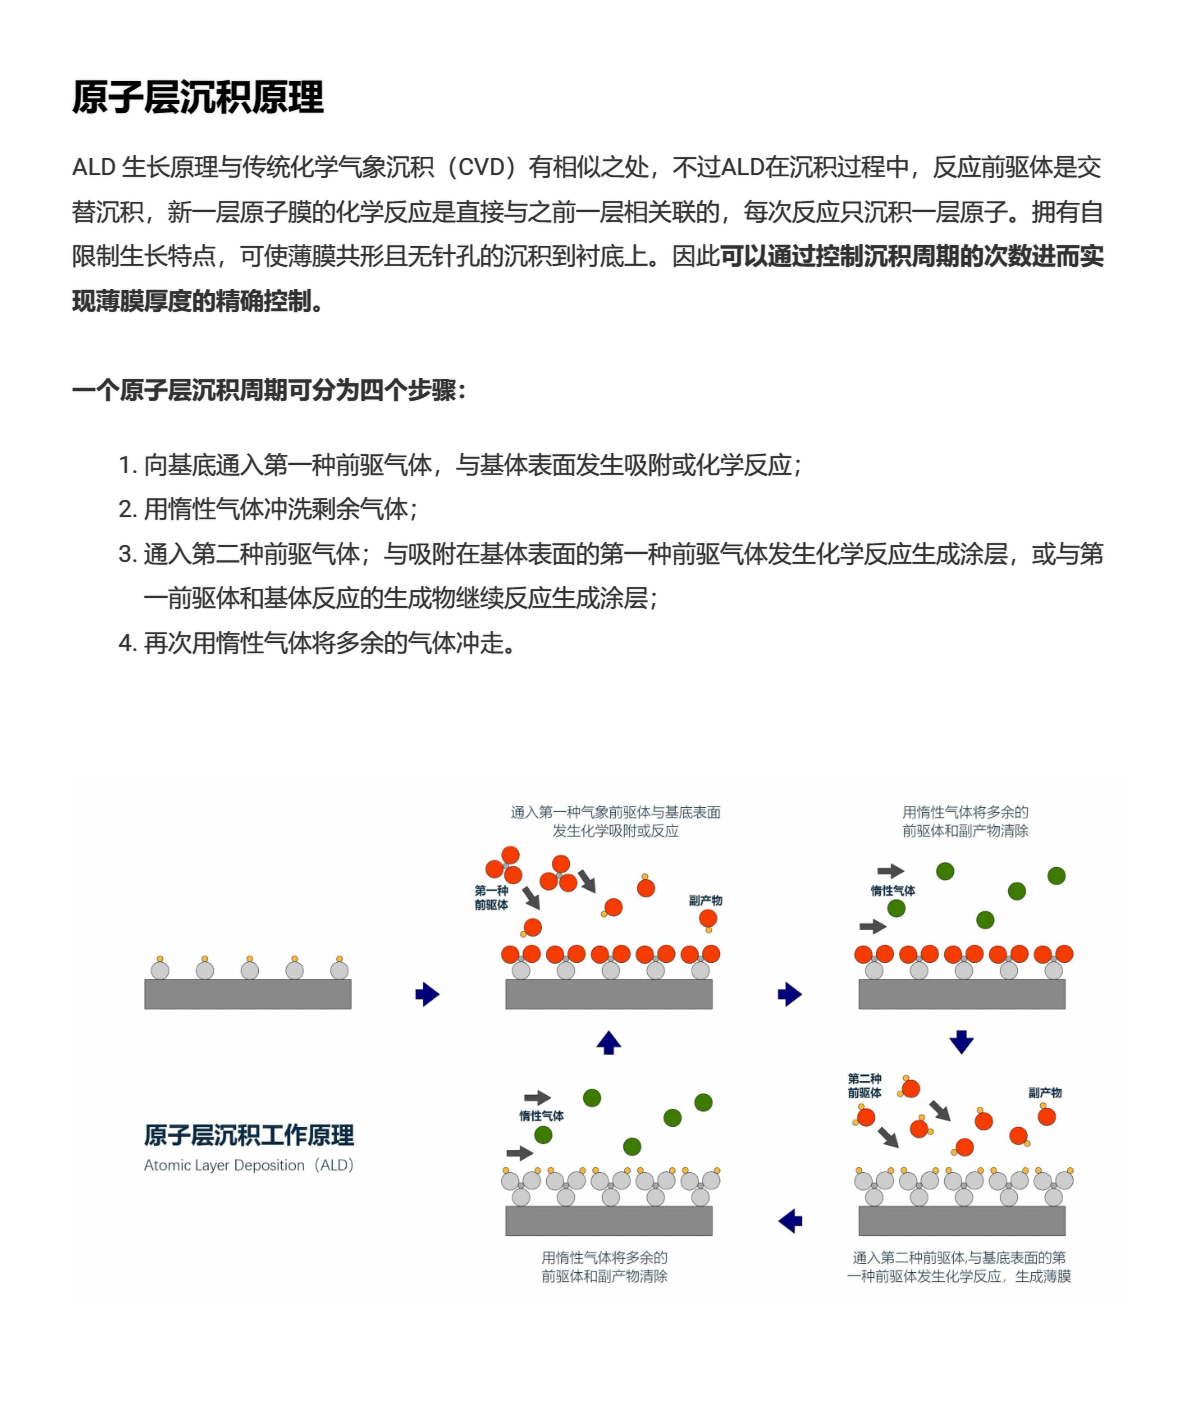 原子层沉积原理
ALD 生长原理与传统化学气象沉积（CVD）有相似之处，不过ALD在沉积过程中，反应前驱体是交
替沉积，新一层原子膜的化学反应是直接与之前一层相关联的，每次反应只沉积一层原子。拥有自
限制生长特点，可使薄膜共形且无针孔的沉积到衬底上。因此可以通过控制沉积周期的次数进而实
现薄膜厚度的精确控制。
一个原子层沉积周期可分为四个步骤：
1. 向基底通入第一种前驱气体，与基体表面发生吸附或化学反应；
2. 用惰性气体冲洗剩余气体；
3. 通入第二种前驱气体；与吸附在基体表面的第一种前驱气体发生化学反应生成涂层，或与第
一前驱体和基体反应的生成物继续反应生成涂层；
4. 再次用惰性气体将多余的气体冲走。
通入第一种气象前驱体与基底表面
发生化学吸附或反应
第一种
前驱体
副产物
用惰性气体将多余的
前驱体和副产物清除
惰性气体
原子层沉积工作原理
Atomic Layer Deposition（ALD）
惰性气体
用惰性气体将多余的
前驱体和副产物清除
第二种
前驱体
副产物
通入第二种前驱体,与基底表面的第
一种前驱体发生化学反应，生成薄膜